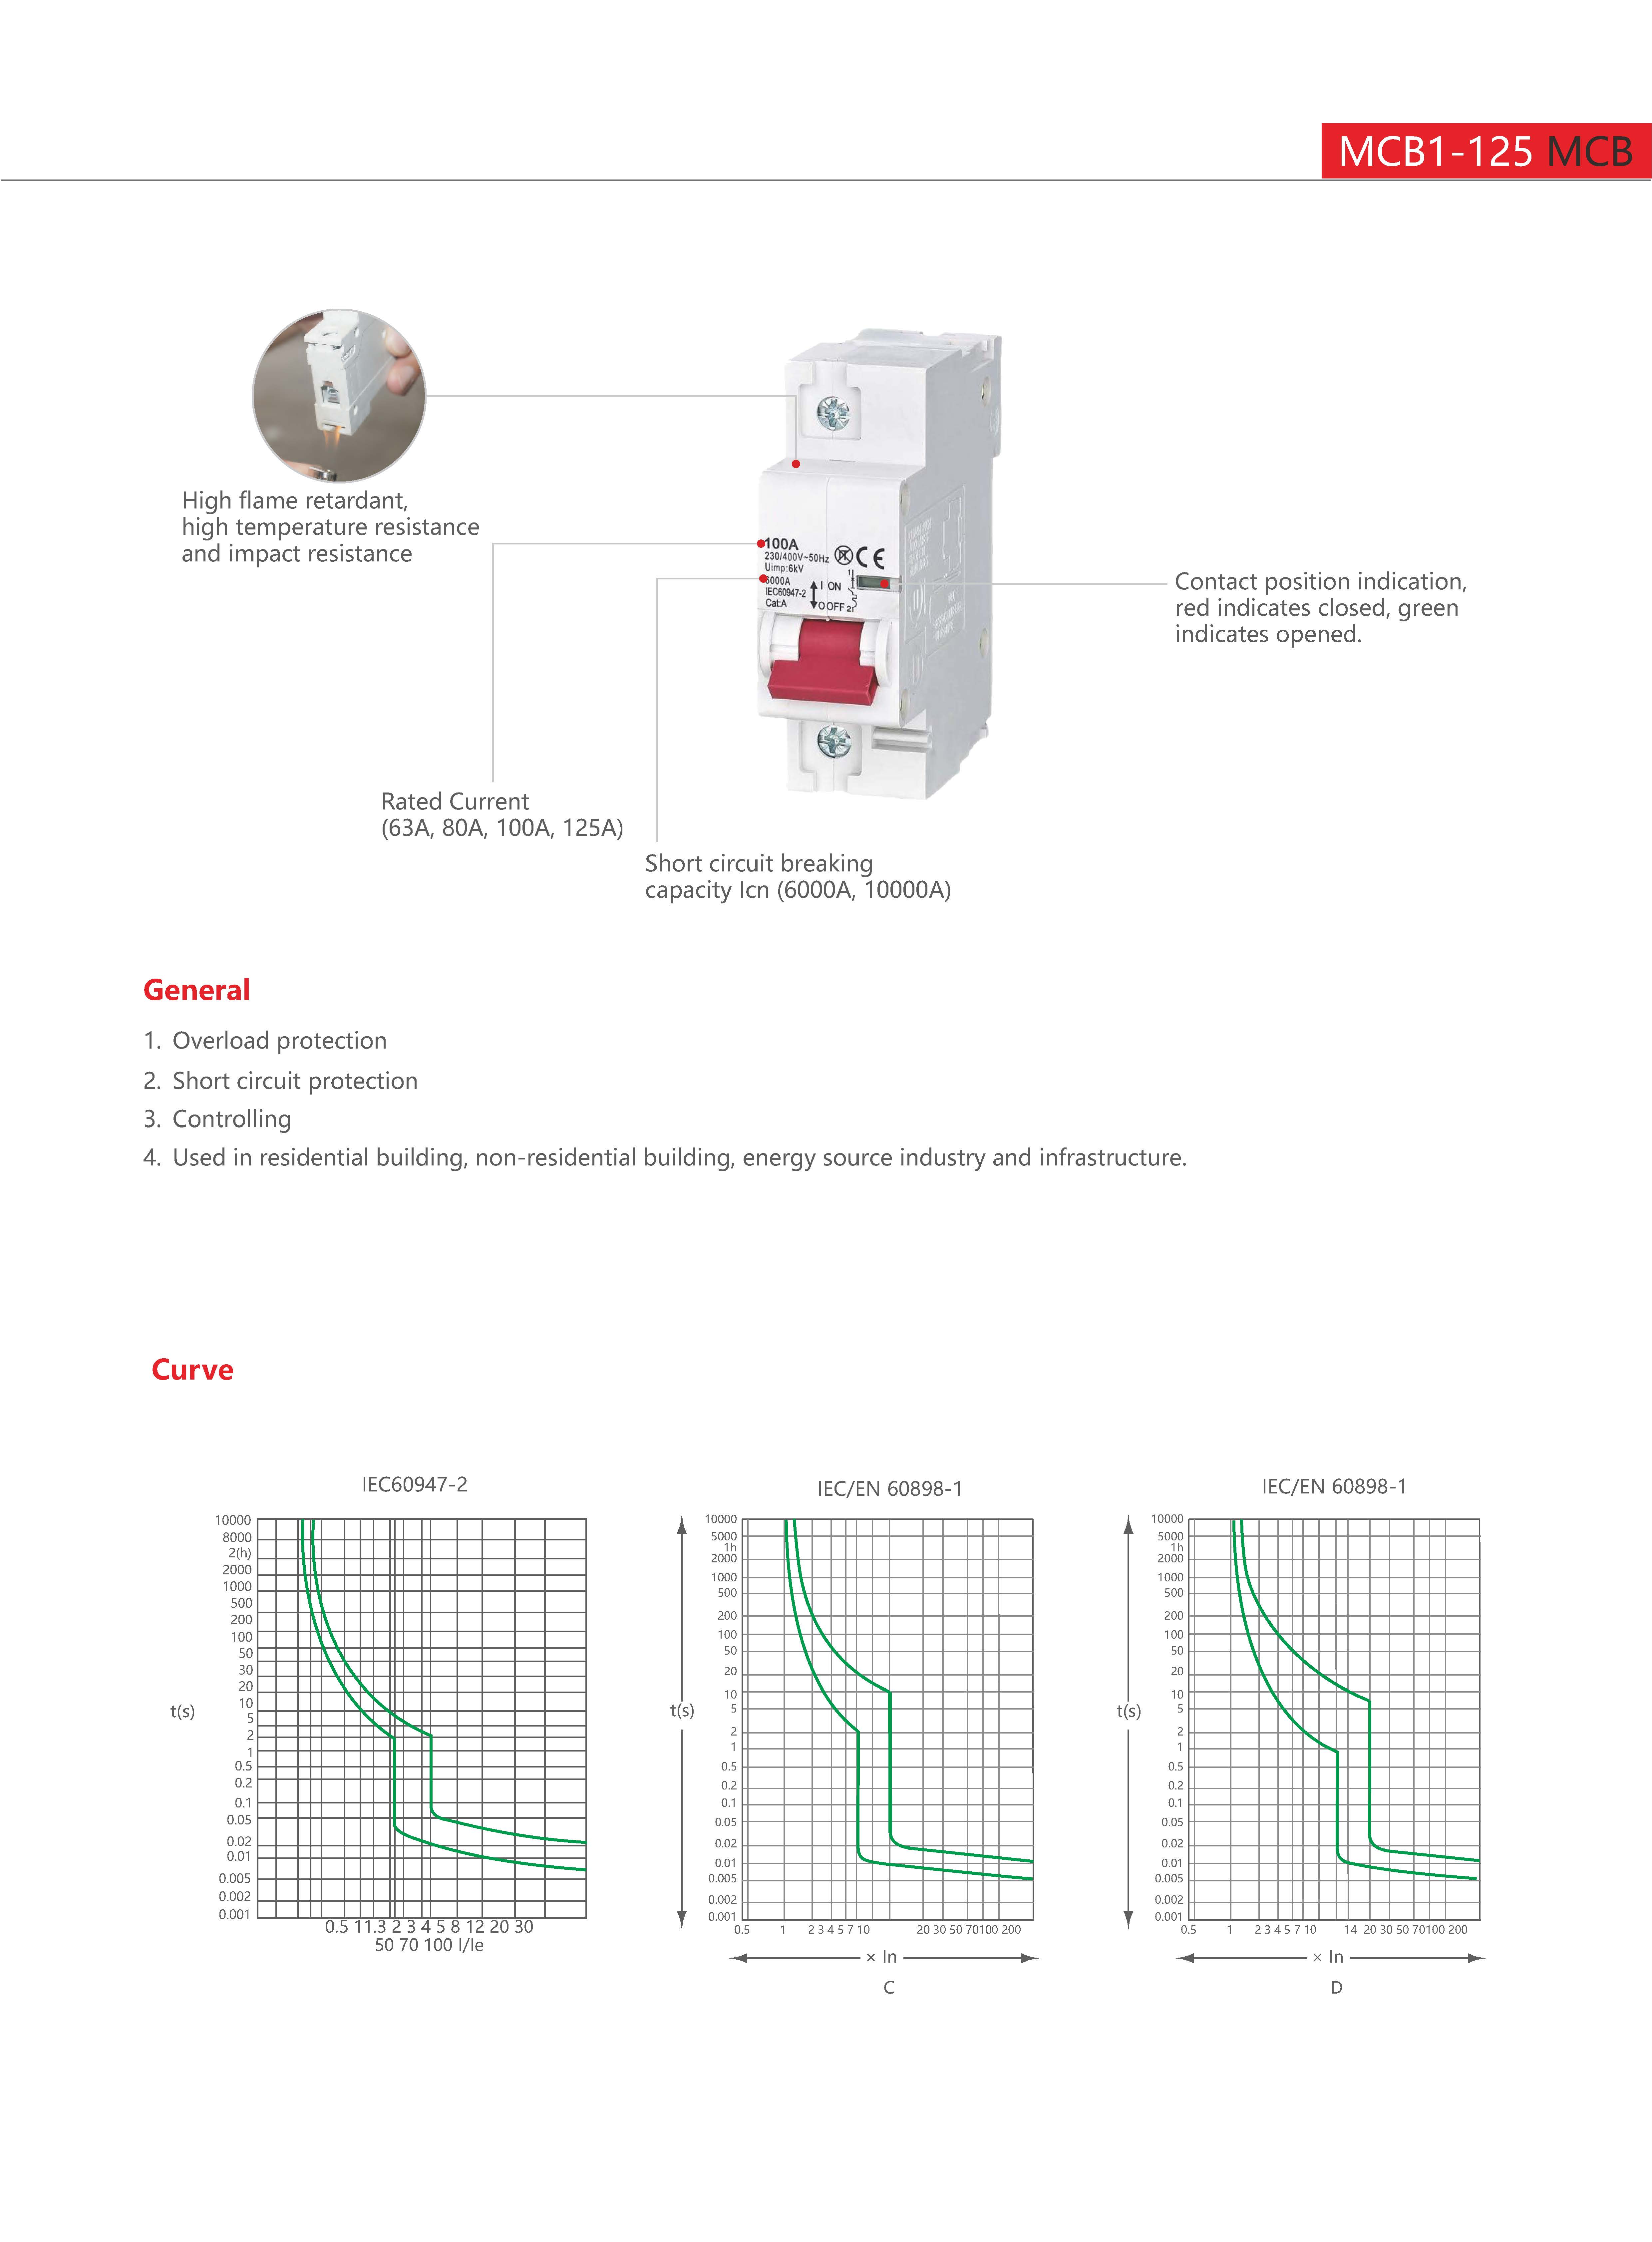 MCB1-125 MCB
High flame retardant,
high temperature resistance
and impact resistance
100A
230/400V~50Hz
Uimp:6kV
6000A
IEC60947-2
Cat:A
CE
1
I ON
O OFF 2
Contact position indication,
red indicates closed, green
indicates opened.
Rated Current
(63A, 80A, 100A, 125A)
Short circuit breaking
capacity Icn (6000A, 10000A)
General
1. Overload protection
2. Short circuit protection
3. Controlling
4. Used in residential building, non-residential building, energy source industry and infrastructure.
Curve
IEC60947-2
10000
8000
2(h)
2000
1000
500
200
100
50
30
20
10
5
2
1
0.5
0.2
0.1
0.05
0.02
0.01
0.005
0.002
0.001
t(s)
0.5 11.3 2 3 4 5 8 12 20 30
50 70 100 I/Ie
IEC/EN 60898-1
10000
5000
1h
2000
1000
500
200
100
50
20
10
5
2
1
0.5
0.2
0.1
0.05
0.02
0.01
0.005
0.002
0.001
t(s)
0.5 1 2 3 4 5 7 10 20 30 50 70100 200
× In
C
IEC/EN 60898-1
10000
5000
1h
2000
1000
500
200
100
50
20
10
5
2
1
0.5
0.2
0.1
0.05
0.02
0.01
0.005
0.002
0.001
t(s)
0.5 1 2 3 4 5 7 10 14 20 30 50 70100 200
× In
D